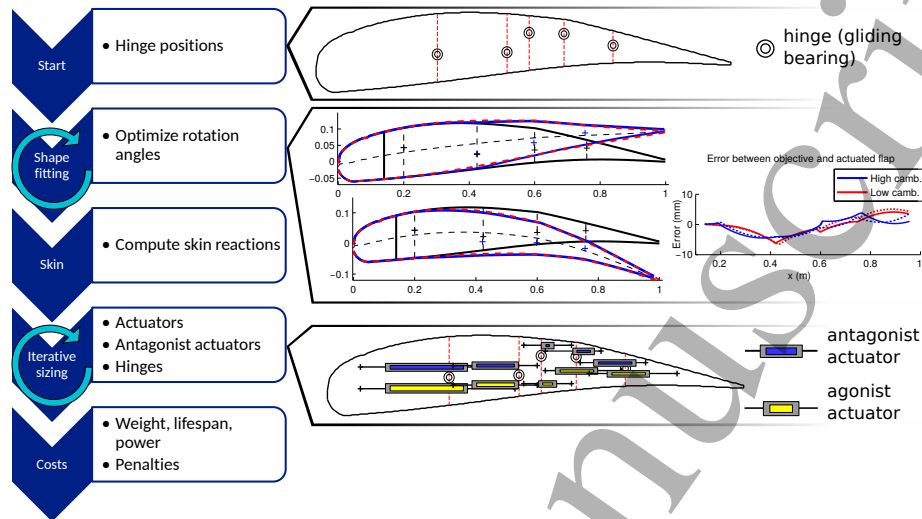 Start
• Hinge positions
hinge (gliding
bearing)
Shape
fitting
• Optimize rotation
angles
0.1
0.05
0
−0.05
0
0.2
0.4
0.6
0.8
1
Skin
• Compute skin reactions
0.1
0
−0.1
0
0.2
0.4
0.6
0.8
1
Error between objective and actuated flap
High camb.
Low camb.
Error (mm)
10
0
−10
0.2
0.4
0.6
0.8
1
x (m)
Iterative
sizing
• Actuators
• Antagonist actuators
• Hinges
antagonist
actuator
agonist
actuator
Costs
• Weight, lifespan,
power
• Penalties
nuscri